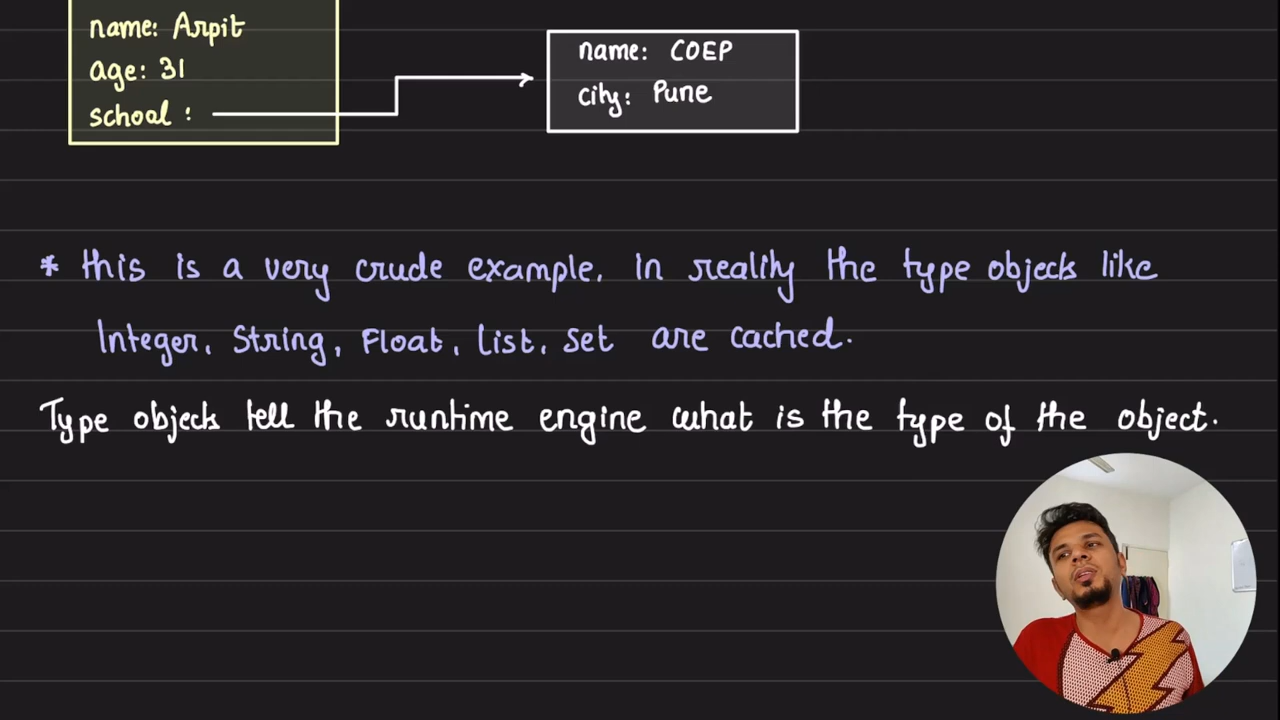 name: Arpit
age: 31
school:
name: COEP
city: Pune
* this is a very crude example. In reality the type objects like
Integer, String, Float, List, Set are cached.
Type objects tell the runtime engine what is the type of the object.